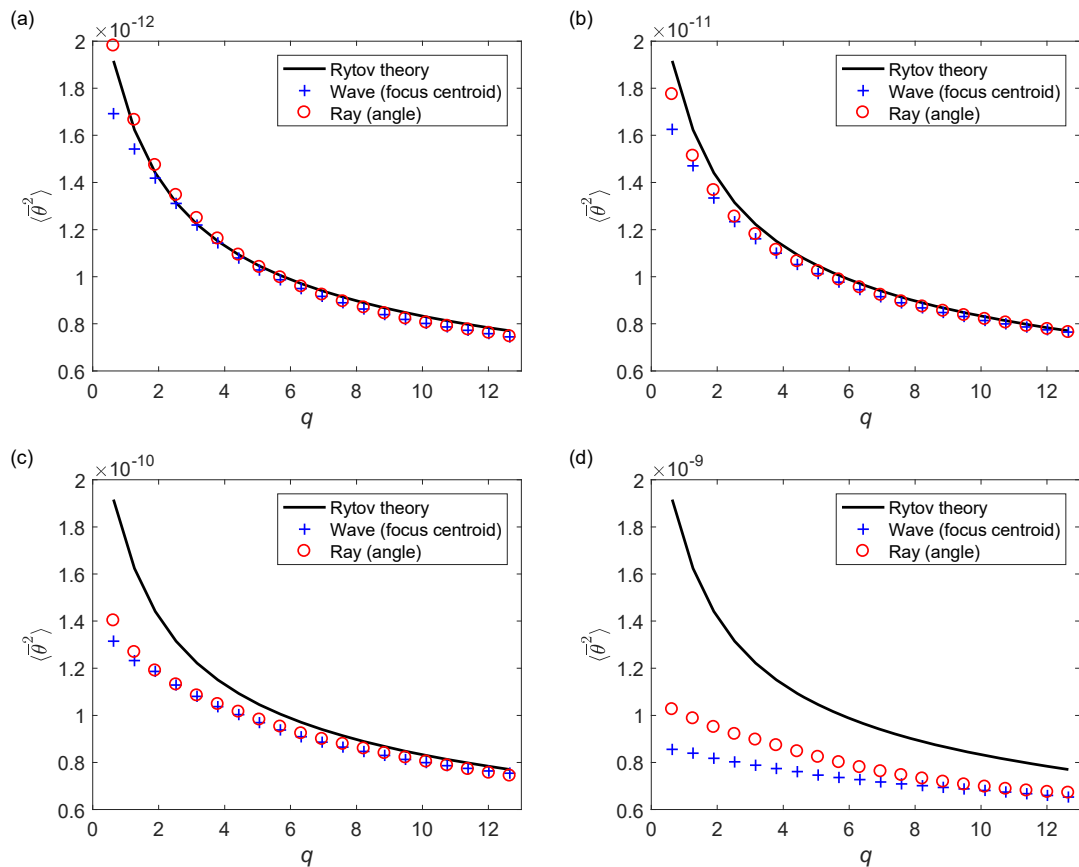 (a)
×10⁻¹²
2
1.8
1.6
1.4
1.2
1
0.8
0.6
⟨θ̅²⟩
0 2 4 6 8 10 12
q
Rytov theory
Wave (focus centroid)
Ray (angle)
(b)
×10⁻¹¹
2
1.8
1.6
1.4
1.2
1
0.8
0.6
⟨θ̅²⟩
0 2 4 6 8 10 12
q
Rytov theory
Wave (focus centroid)
Ray (angle)
(c)
×10⁻¹⁰
2
1.8
1.6
1.4
1.2
1
0.8
0.6
⟨θ̅²⟩
0 2 4 6 8 10 12
q
Rytov theory
Wave (focus centroid)
Ray (angle)
(d)
×10⁻⁹
2
1.8
1.6
1.4
1.2
1
0.8
0.6
⟨θ̅²⟩
0 2 4 6 8 10 12
q
Rytov theory
Wave (focus centroid)
Ray (angle)